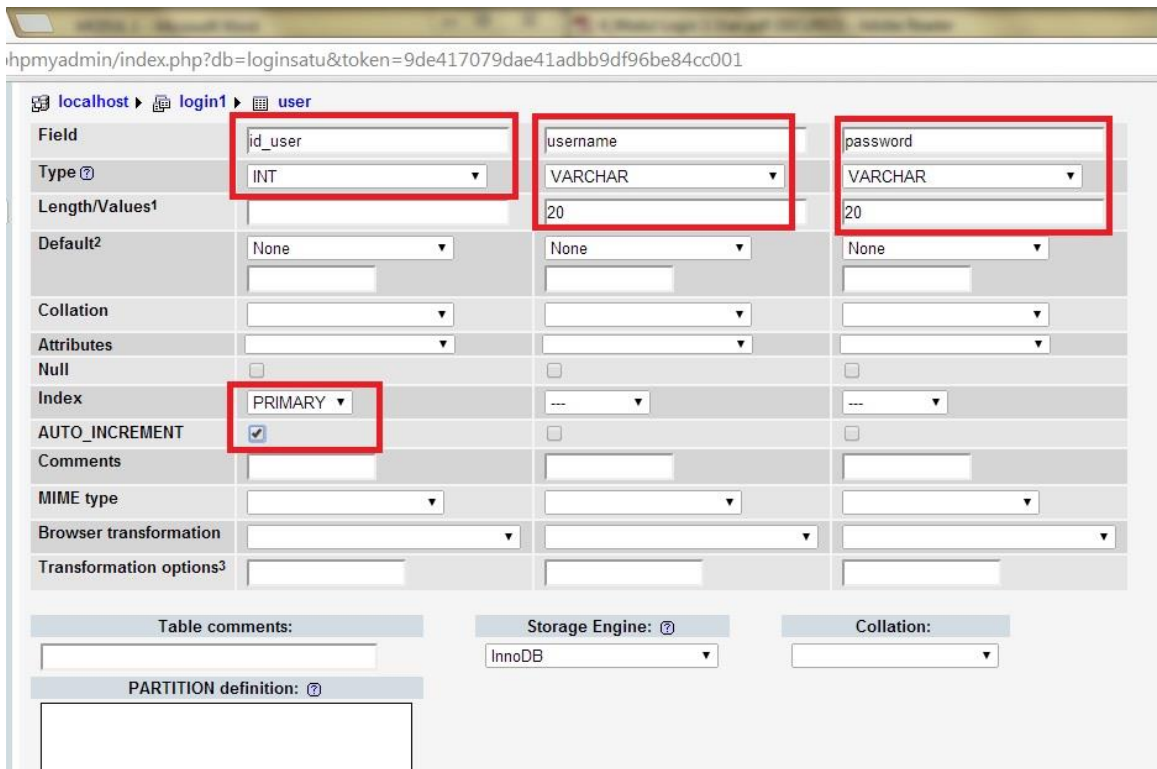 hpmyadmin/index.php?db=loginsatu&token=9de417079dae41adbb9df96be84cc001
localhost login1 user
Field id_user username password
Type INT VARCHAR VARCHAR
Length/Values1 20 20
Default2 None None None
Collation
Attributes
Null
Index PRIMARY --- ---
AUTO_INCREMENT
Comments
MIME type
Browser transformation
Transformation options3
Table comments: Storage Engine: Collation:
InnoDB
PARTITION definition: